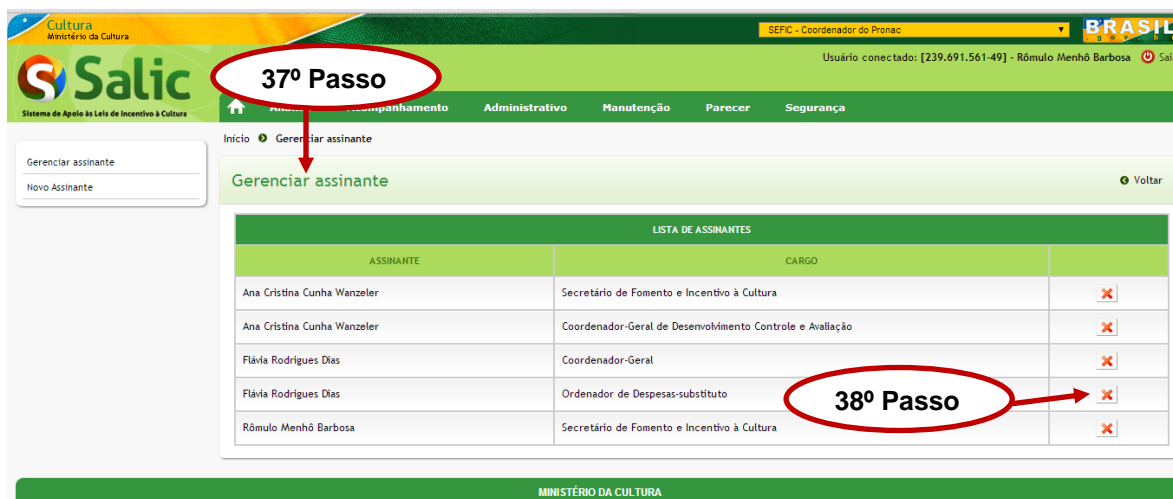 Cultura
Ministério da Cultura
SEFIC - Coordenador do Pronac
BRASIL
.gov.b
Usuário conectado: [239.691.561-49] - Rômulo Menhô Barbosa
Sai
Salic
Sistema de Apoio às Leis de Incentivo à Cultura
37º Passo
Administrativo Manutenção Parecer Segurança
Início Gerenciar assinante
Gerenciar assinante
Novo Assinante
Gerenciar assinante
Voltar
LISTA DE ASSINANTES
ASSINANTE CARGO
Ana Cristina Cunha Wanzeler Secretário de Fomento e Incentivo à Cultura
Ana Cristina Cunha Wanzeler Coordenador-Geral de Desenvolvimento Controle e Avaliação
Flávia Rodrigues Dias Coordenador-Geral
Flávia Rodrigues Dias Ordenador de Despesas-substituto
38º Passo
Rômulo Menhô Barbosa Secretário de Fomento e Incentivo à Cultura
MINISTÉRIO DA CULTURA